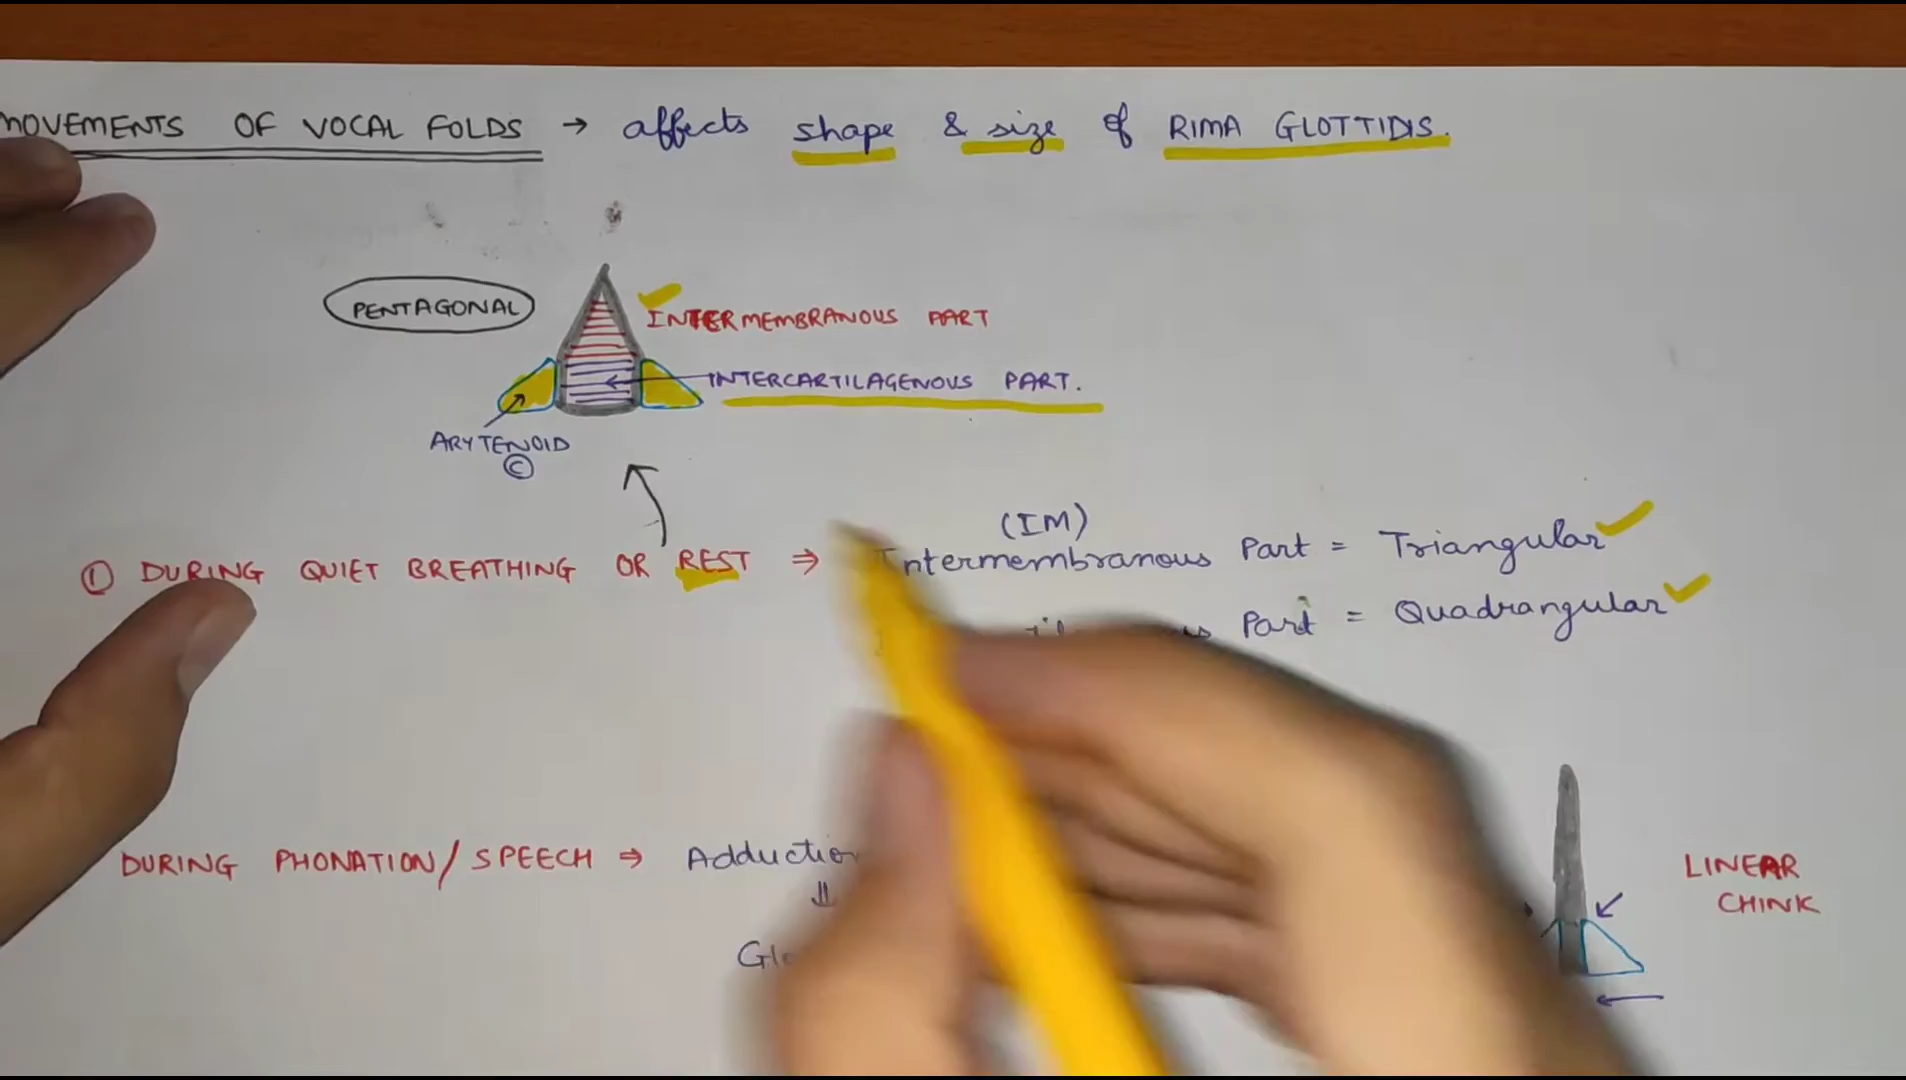 MOVEMENTS OF VOCAL FOLDS → affects shape & size of RIMA GLOTTIDIS.
PENTAGONAL
INTERMEMBRANOUS PART
INTERCARTILAGENOUS PART.
ARYTENOID
C
(IM)
① DURING QUIET BREATHING OR REST ⇒ Intermembranous Part = Triangular
Part = Quadrangular
DURING PHONATION/SPEECH ⇒ Adduction
LINEAR
CHINK